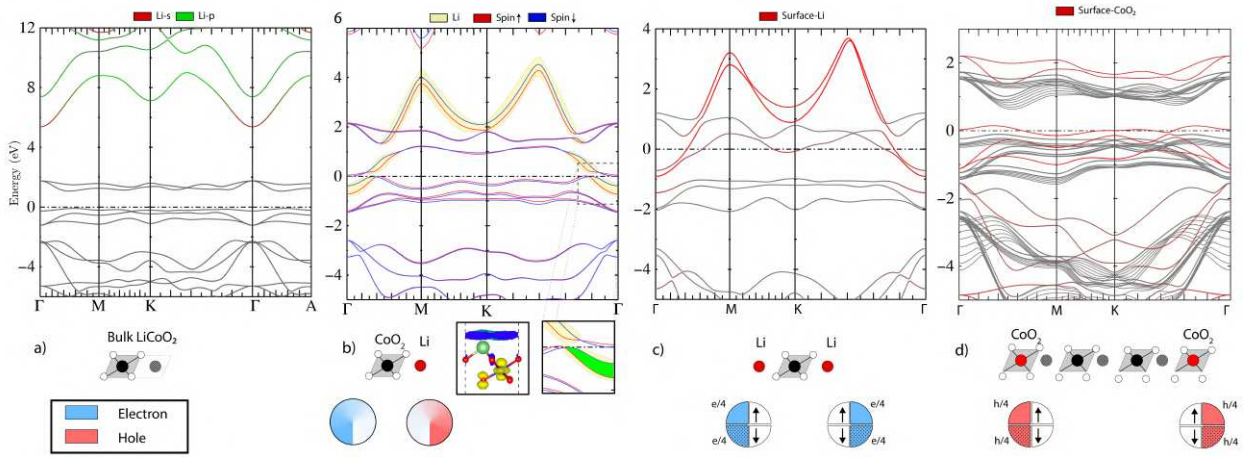 Li-s Li-p
12
8
4
0
−4
Energy (eV)
Γ M K Γ A
a)
Bulk LiCoO₂
Electron
Hole
Li Spin↑ Spin↓
6
4
2
0
−2
−4
Γ M K Γ
b)
CoO₂ Li
Surface-Li
4
2
0
−2
−4
Γ M K Γ
c)
Li Li
e/4 e/4
e/4 e/4
Surface-CoO₂
2
0
−2
−4
Γ M K Γ
d)
CoO₂ CoO₂
h/4 h/4
h/4 h/4